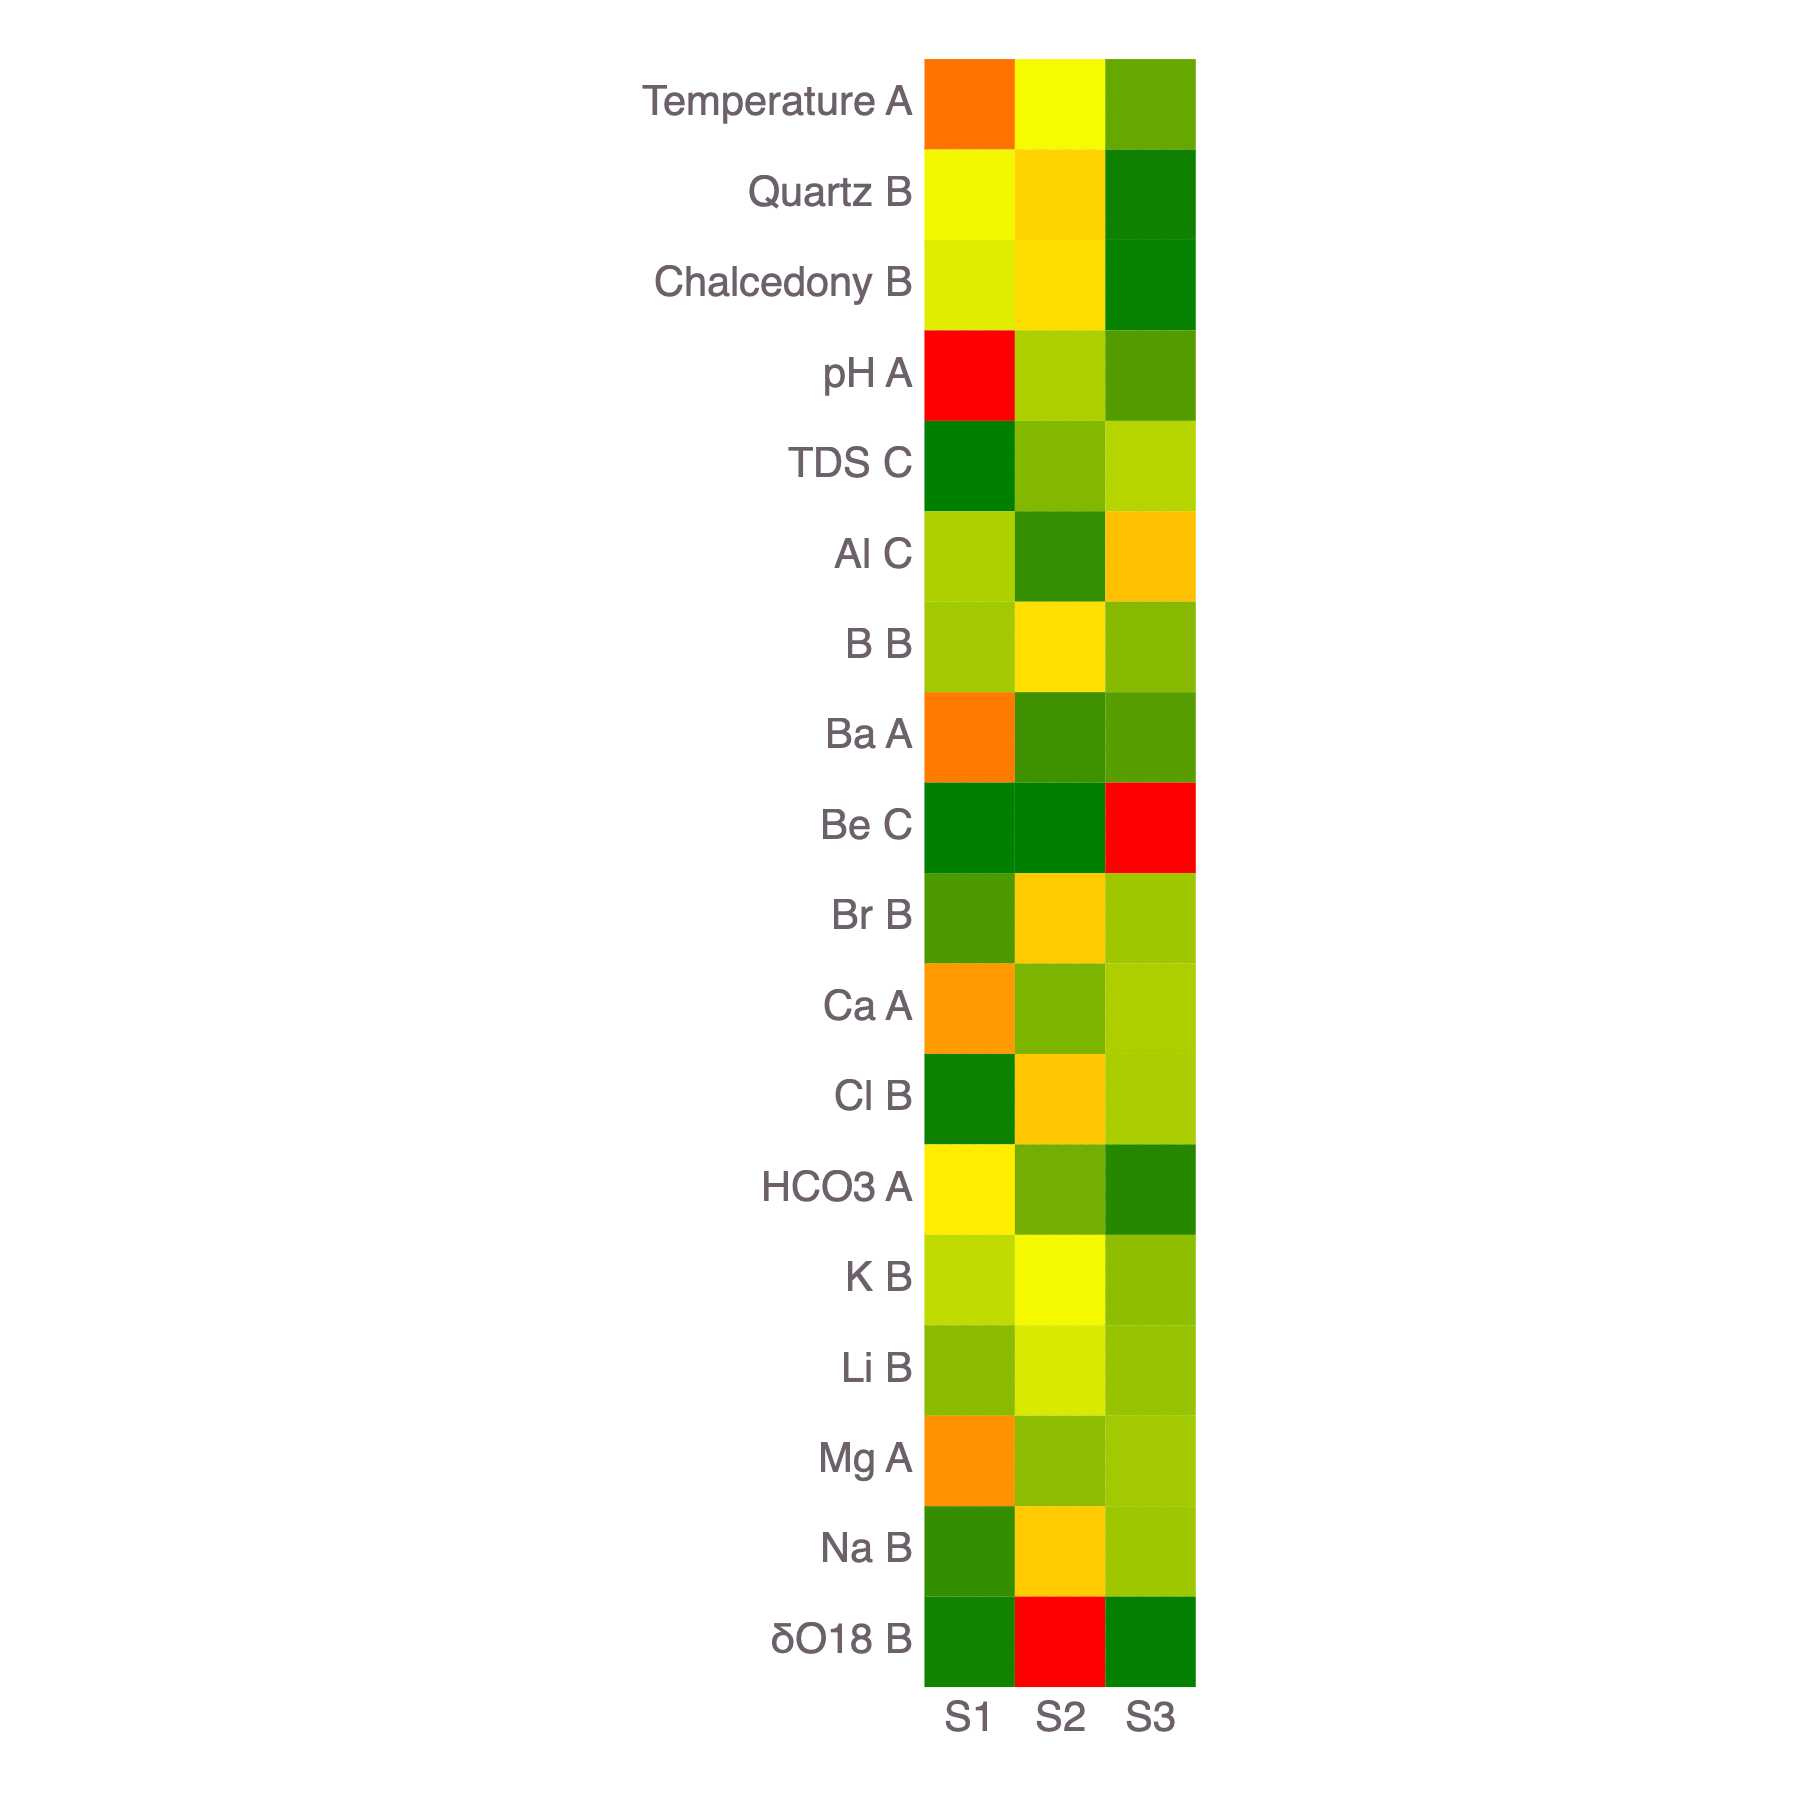 Temperature A
Quartz B
Chalcedony B
pH A
TDS C
Al C
B B
Ba A
Be C
Br B
Ca A
Cl B
HCO3 A
K B
Li B
Mg A
Na B
δO18 B
S1 S2 S3